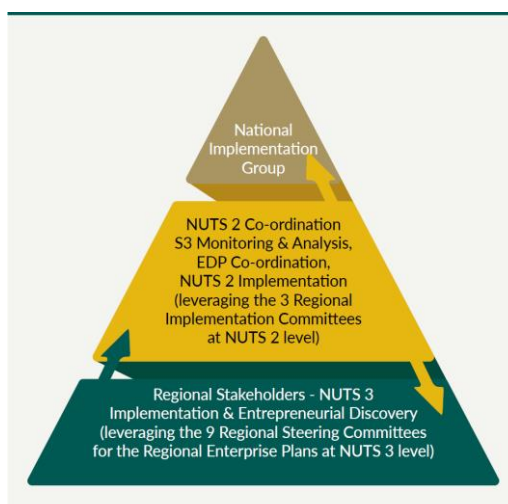 National
Implementation
Group
NUTS 2 Co-ordination
S3 Monitoring & Analysis,
EDP Co-ordination,
NUTS 2 Implementation
(leveraging the 3 Regional
Implementation Committees
at NUTS 2 level)
Regional Stakeholders - NUTS 3
Implementation & Entrepreneurial Discovery
(leveraging the 9 Regional Steering Committees
for the Regional Enterprise Plans at NUTS 3 level)